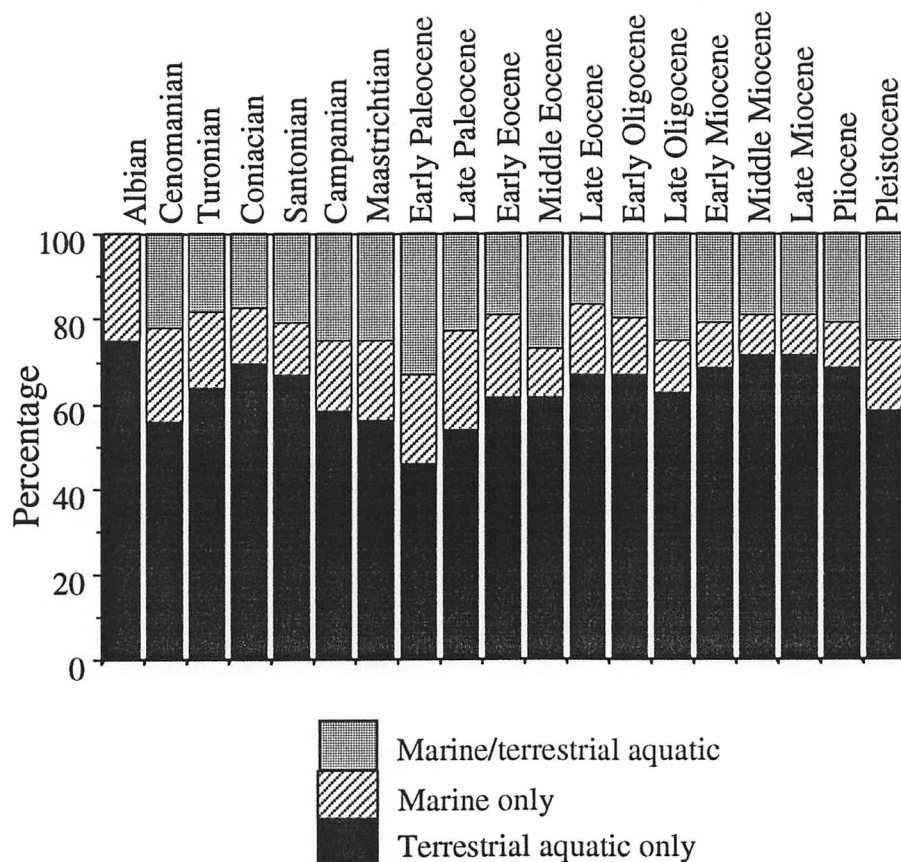 Albian
Cenomanian
Turonian
Coniacian
Santonian
Campanian
Maastrichtian
Early Paleocene
Late Paleocene
Early Eocene
Middle Eocene
Late Eocene
Early Oligocene
Late Oligocene
Early Miocene
Middle Miocene
Late Miocene
Pliocene
Pleistocene
Percentage
100
80
60
40
20
0
Marine/terrestrial aquatic
Marine only
Terrestrial aquatic only